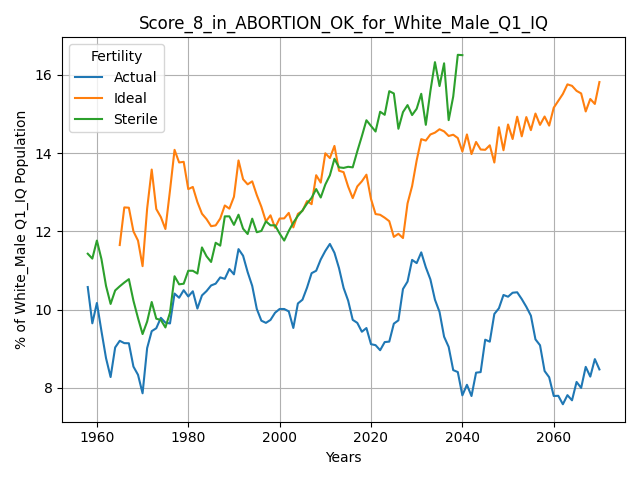 Score_8_in_ABORTION_OK_for_White_Male_Q1_IQ
Fertility
Actual
Ideal
Sterile
% of White_Male Q1_IQ Population
16
14
12
10
8
1960
1980
2000
2020
2040
2060
Years